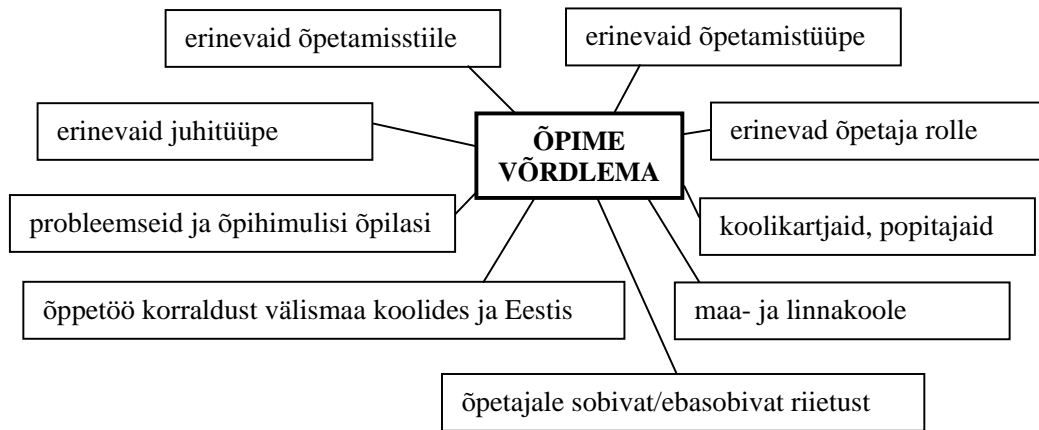 erinevaid õpetamisstiile
erinevaid õpetamistüüpe
erinevaid juhitüüpe
ÕPIME
VÕRDLEMA
erinevad õpetaja rolle
probleemseid ja õpihimulisi õpilasi
koolikartjaid, popitajaid
õppetöö korraldust välismaa koolides ja Eestis
maa- ja linnakoole
õpetajale sobivat/ebasobivat riietust